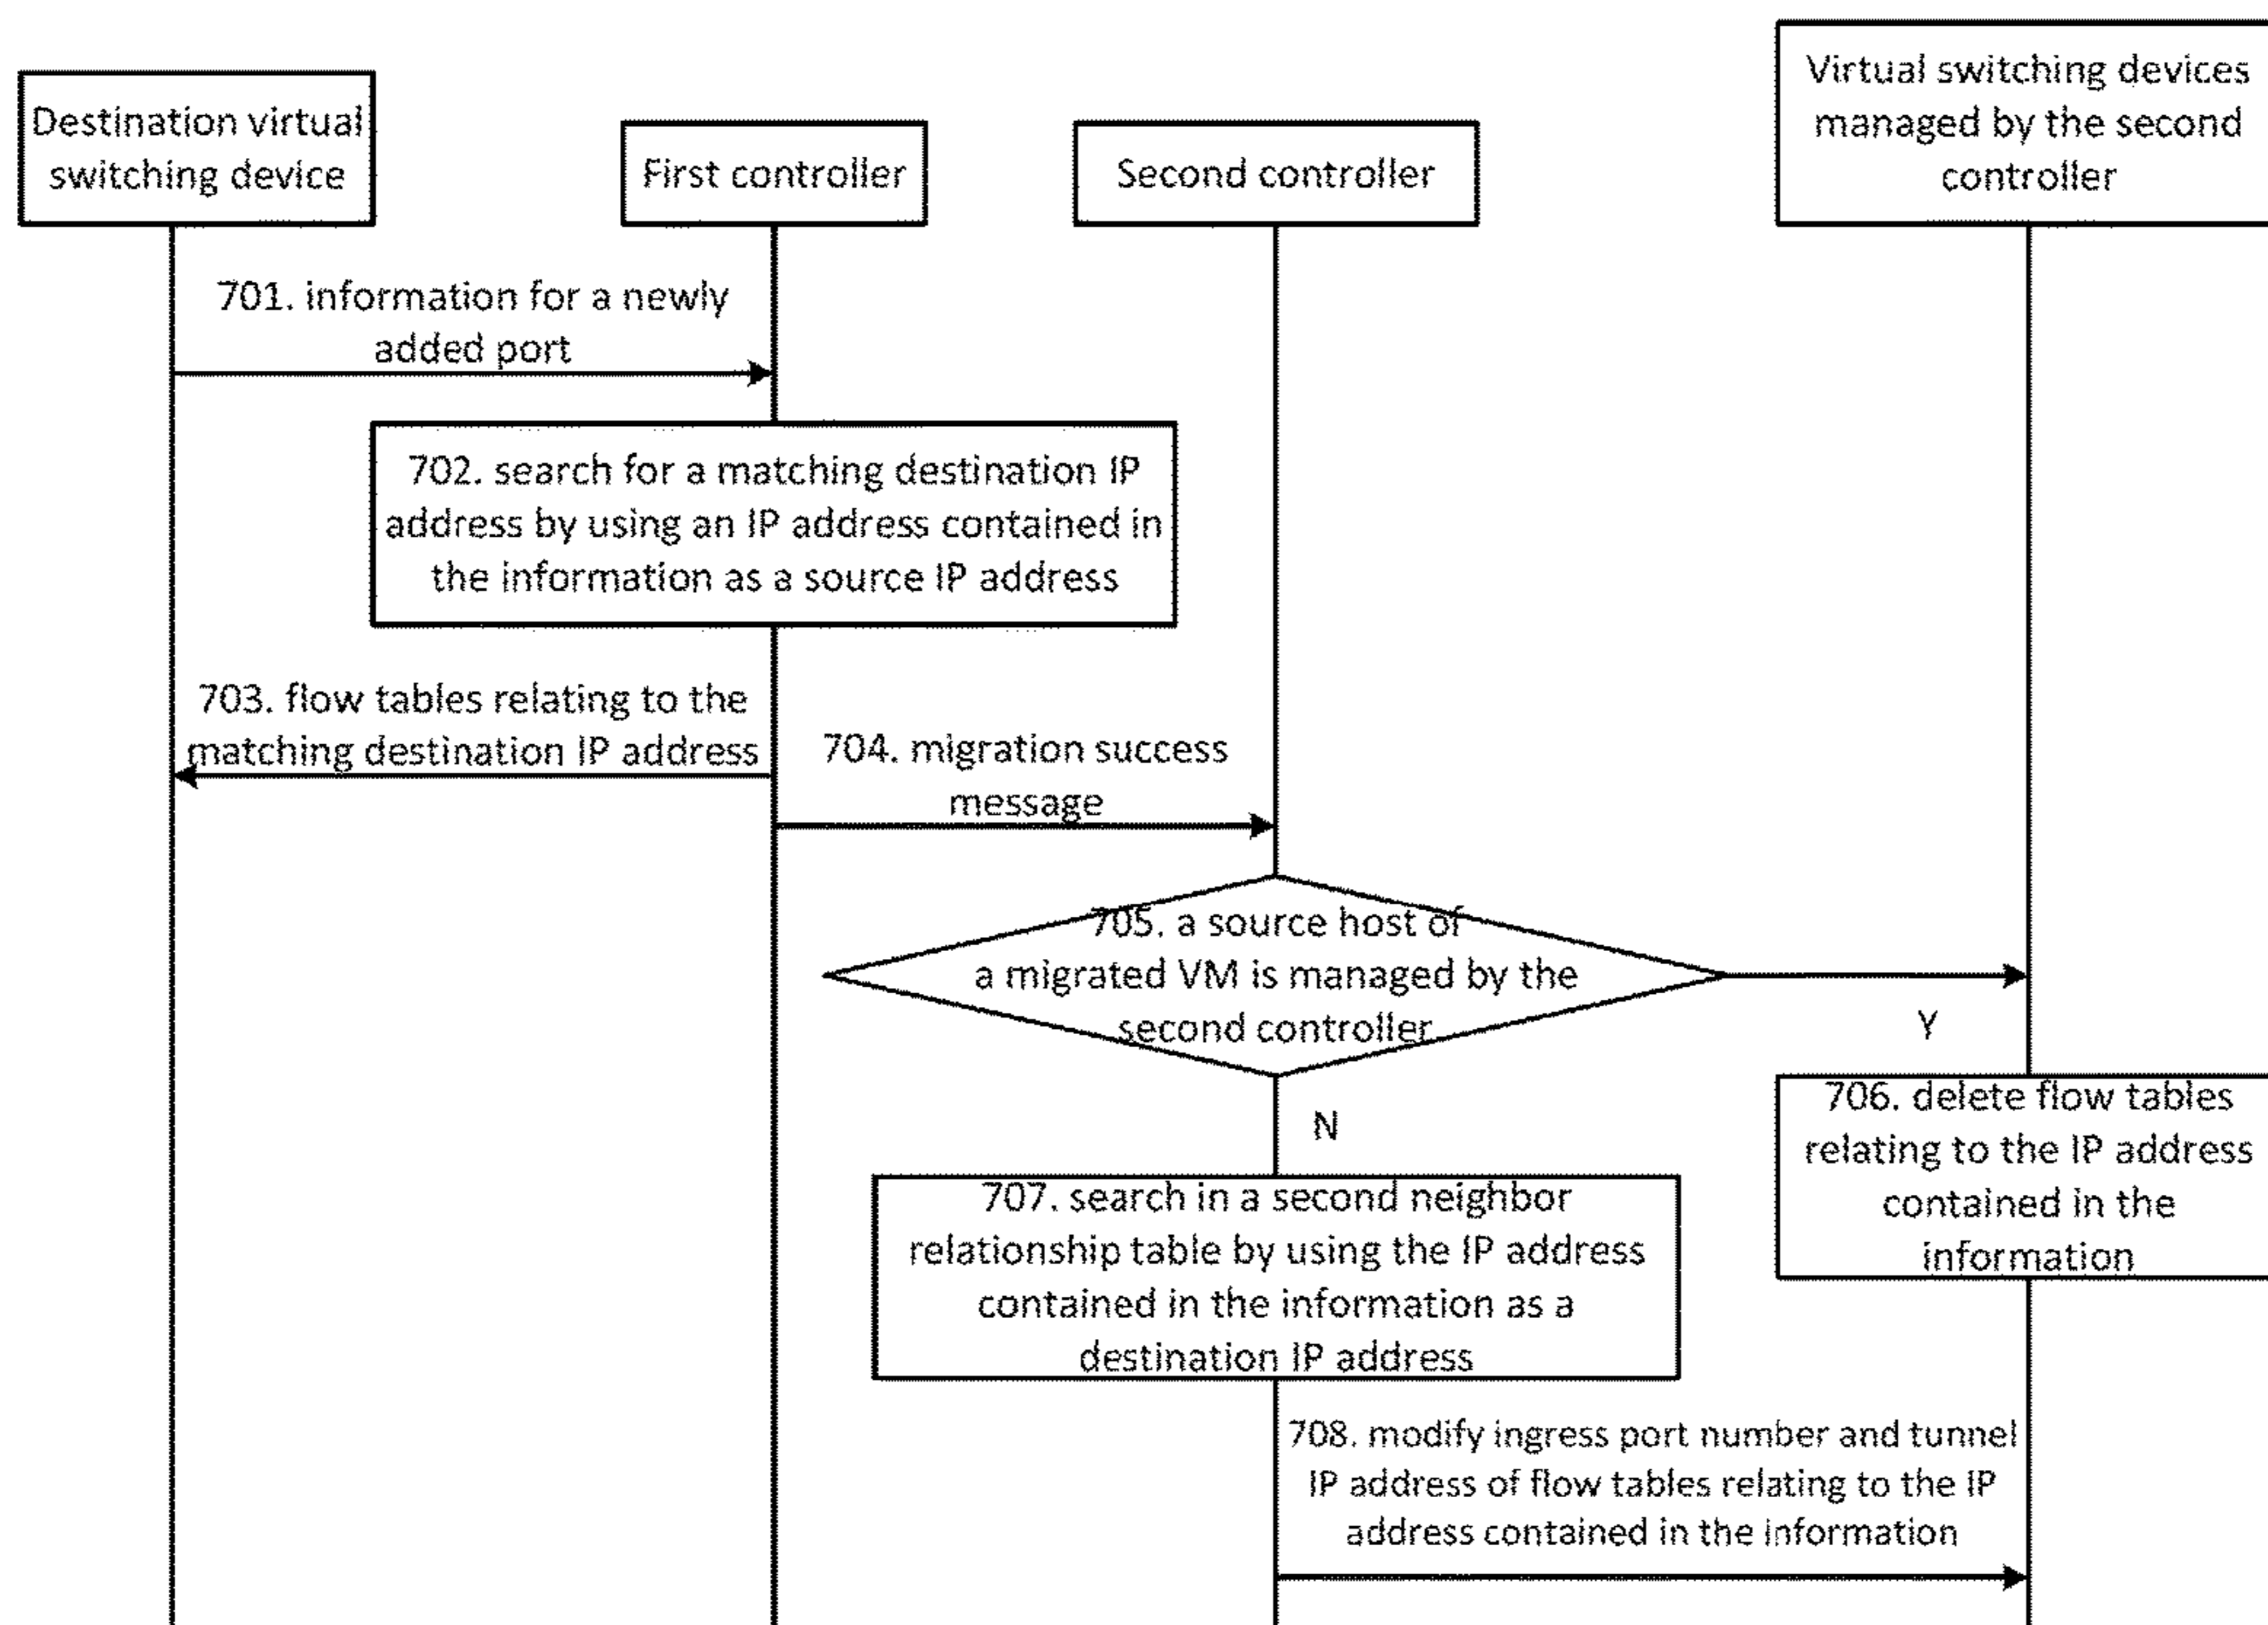 Destination virtual
switching device
First controller
Second controller
Virtual switching devices
managed by the second
controller
701. information for a newly
added port
702. search for a matching destination IP
address by using an IP address contained in
the information as a source IP address
703. flow tables relating to the
matching destination IP address
704. migration success
message
705. a source host of
a migrated VM is managed by the
second controller
Y
N
706. delete flow tables
relating to the IP address
contained in the
information
707. search in a second neighbor
relationship table by using the IP address
contained in the information as a
destination IP address
708. modify ingress port number and tunnel
IP address of flow tables relating to the IP
address contained in the information